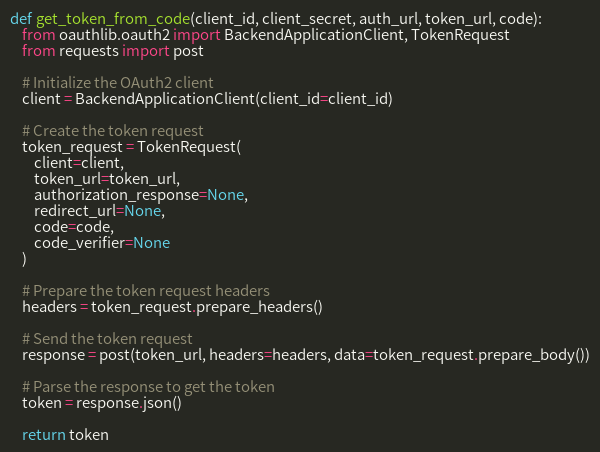 def get_token_from_code(client_id, client_secret, auth_url, token_url, code):
from oauthlib.oauth2 import BackendApplicationClient, TokenRequest
from requests import post
# Initialize the OAuth2 client
client = BackendApplicationClient(client_id=client_id)
# Create the token request
token_request = TokenRequest(
client=client,
token_url=token_url,
authorization_response=None,
redirect_url=None,
code=code,
code_verifier=None
)
# Prepare the token request headers
headers = token_request.prepare_headers()
# Send the token request
response = post(token_url, headers=headers, data=token_request.prepare_body())
# Parse the response to get the token
token = response.json()
return token